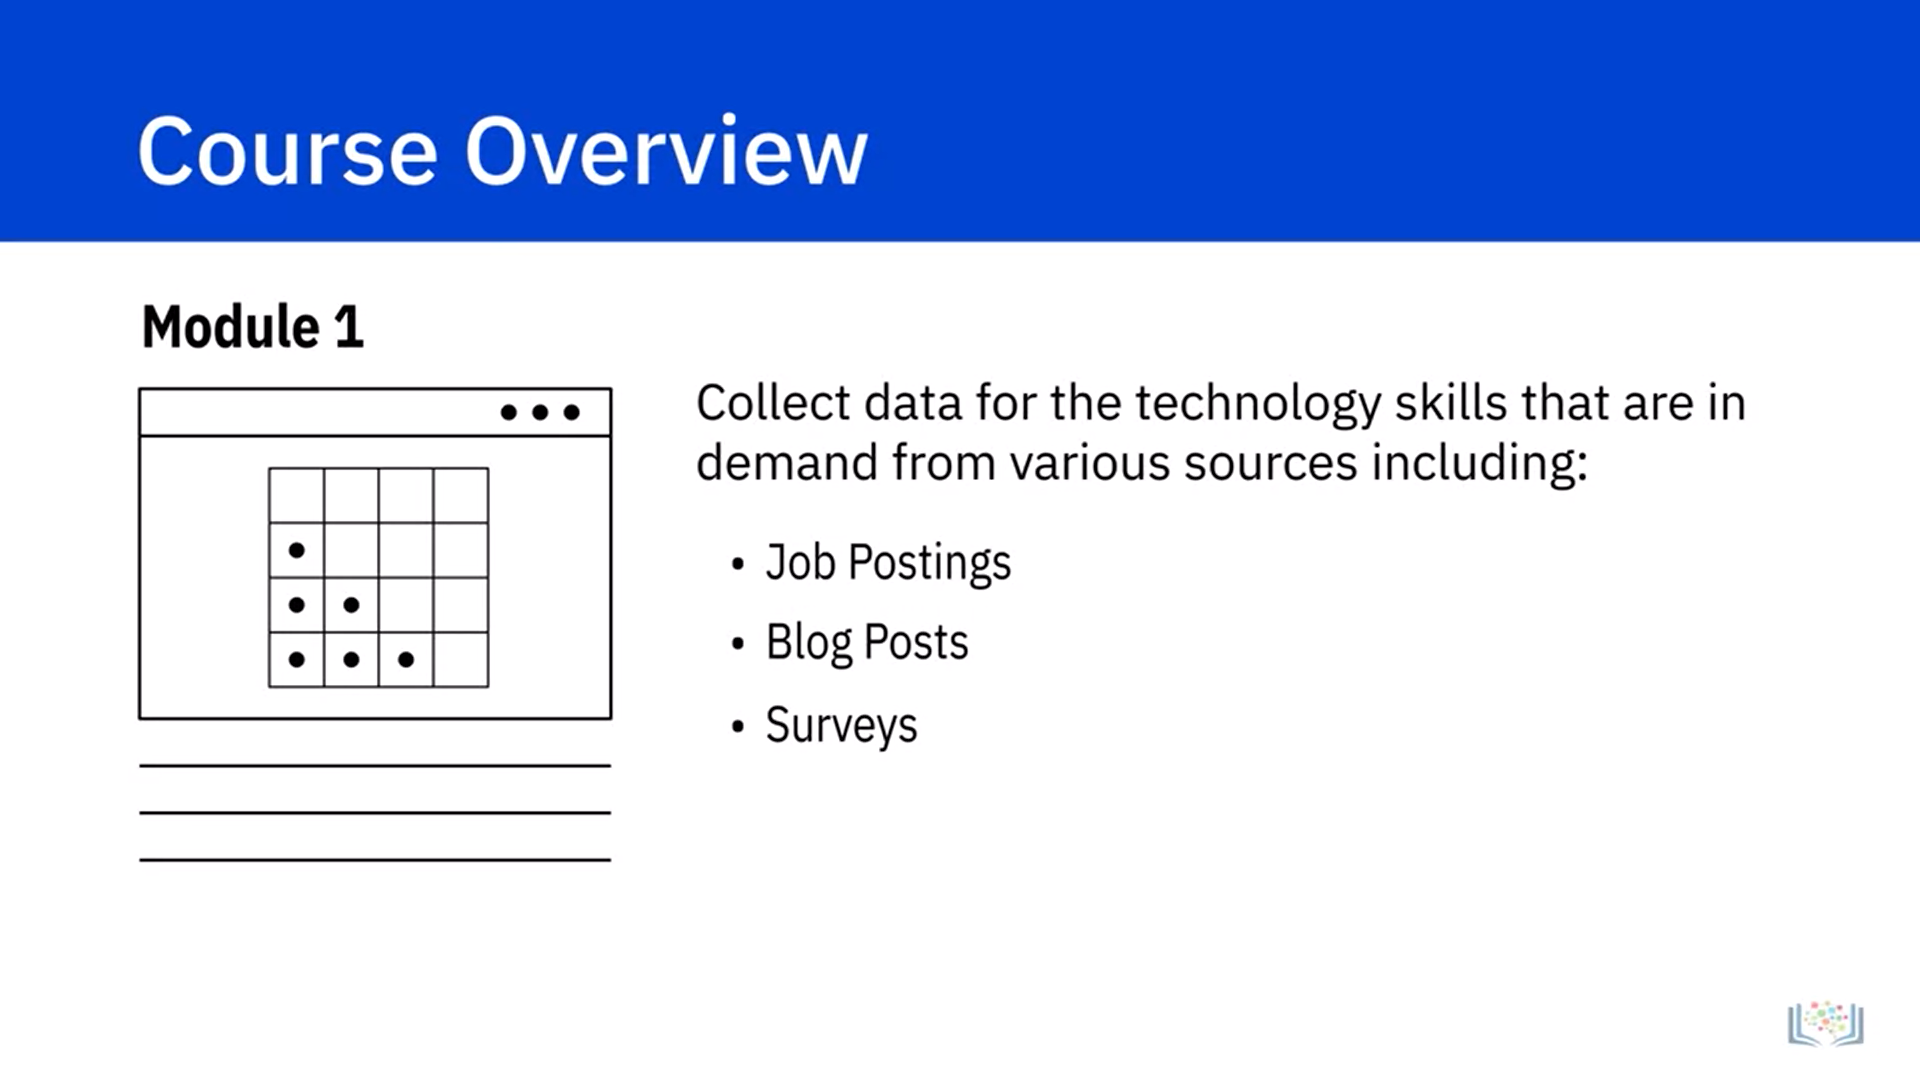 Course Overview
Module 1
Collect data for the technology skills that are in
demand from various sources including:
• Job Postings
• Blog Posts
• Surveys